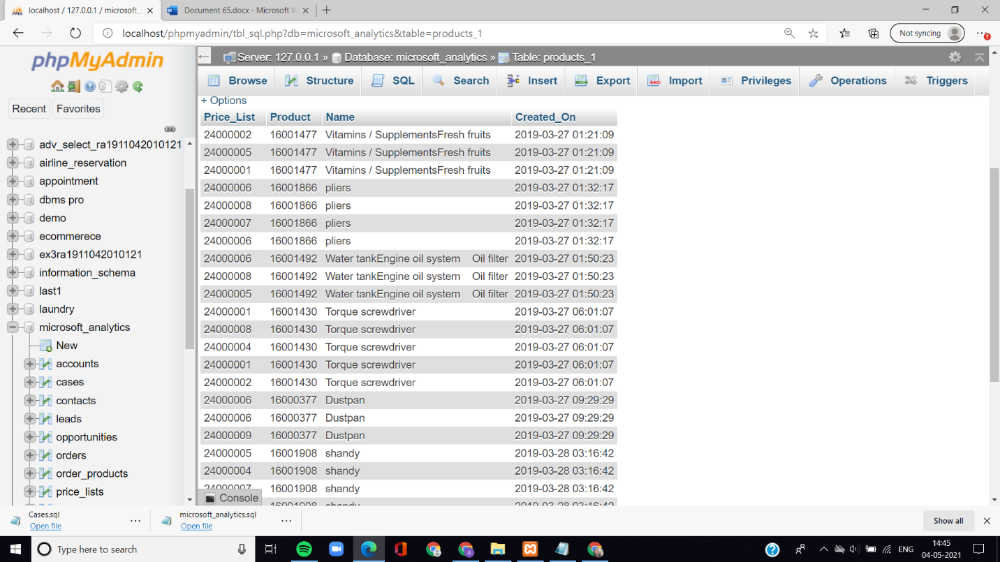 localhost / 127.0.0.1 / microsoft_
Document 65.docx - Microsoft W
localhost/phpmyadmin/tbl_sql.php?db=microsoft_analytics&table=products_1
Not syncing
phpMyAdmin
Recent Favorites
adv_select_ra1911042010121
airline_reservation
appointment
dbms pro
demo
ecommerece
ex3ra1911042010121
information_schema
last1
laundry
microsoft_analytics
New
accounts
cases
contacts
leads
opportunities
orders
order_products
price_lists
Server: 127.0.0.1 » Database: microsoft_analytics » Table: products_1
Browse Structure SQL Search Insert Export Import Privileges Operations Triggers
+ Options
Price_List Product Name Created_On
24000002 16001477 Vitamins / SupplementsFresh fruits 2019-03-27 01:21:09
24000005 16001477 Vitamins / SupplementsFresh fruits 2019-03-27 01:21:09
24000001 16001477 Vitamins / SupplementsFresh fruits 2019-03-27 01:21:09
24000006 16001866 pliers 2019-03-27 01:32:17
24000008 16001866 pliers 2019-03-27 01:32:17
24000007 16001866 pliers 2019-03-27 01:32:17
24000006 16001866 pliers 2019-03-27 01:32:17
24000006 16001492 Water tankEngine oil system Oil filter 2019-03-27 01:50:23
24000008 16001492 Water tankEngine oil system Oil filter 2019-03-27 01:50:23
24000005 16001492 Water tankEngine oil system Oil filter 2019-03-27 01:50:23
24000001 16001430 Torque screwdriver 2019-03-27 06:01:07
24000008 16001430 Torque screwdriver 2019-03-27 06:01:07
24000004 16001430 Torque screwdriver 2019-03-27 06:01:07
24000001 16001430 Torque screwdriver 2019-03-27 06:01:07
24000002 16001430 Torque screwdriver 2019-03-27 06:01:07
24000006 16000377 Dustpan 2019-03-27 09:29:29
24000006 16000377 Dustpan 2019-03-27 09:29:29
24000009 16000377 Dustpan 2019-03-27 09:29:29
24000005 16001908 shandy 2019-03-28 03:16:42
24000004 16001908 shandy 2019-03-28 03:16:42
24000007 16001908 shandy 2019-03-28 03:16:42
16001908 shandy 2019-03-28 03:16:42
Console
Cases.sql
Open file
microsoft_analytics.sql
Open file
Show all
Type here to search
ENG
14:45
04-05-2021